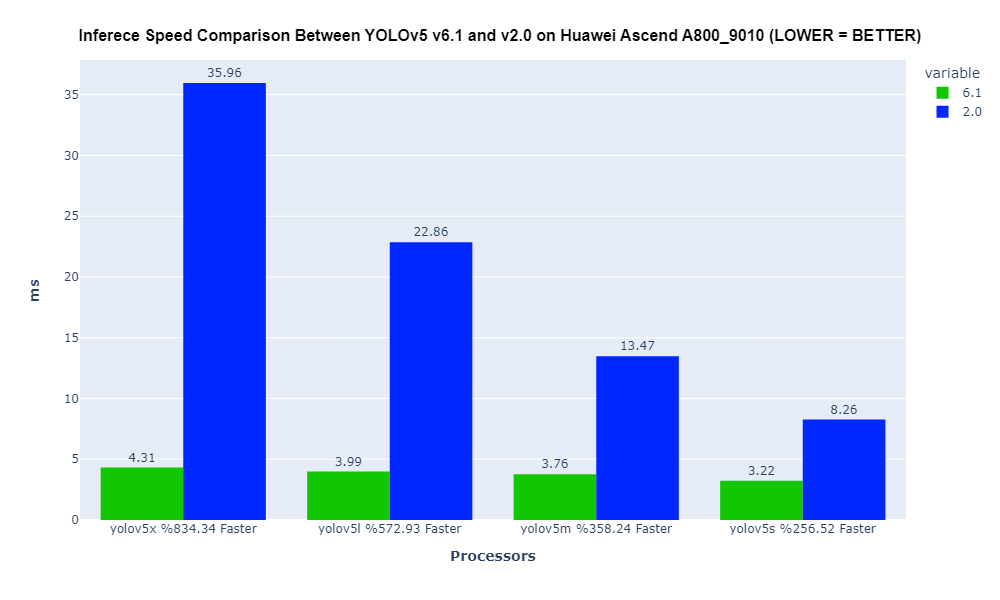 Inferece Speed Comparison Between YOLOv5 v6.1 and v2.0 on Huawei Ascend A800_9010 (LOWER = BETTER)
variable
6.1
2.0
ms
35
30
25
20
15
10
5
0
4.31
35.96
3.99
22.86
3.76
13.47
3.22
8.26
yolov5x %834.34 Faster
yolov5l %572.93 Faster
yolov5m %358.24 Faster
yolov5s %256.52 Faster
Processors